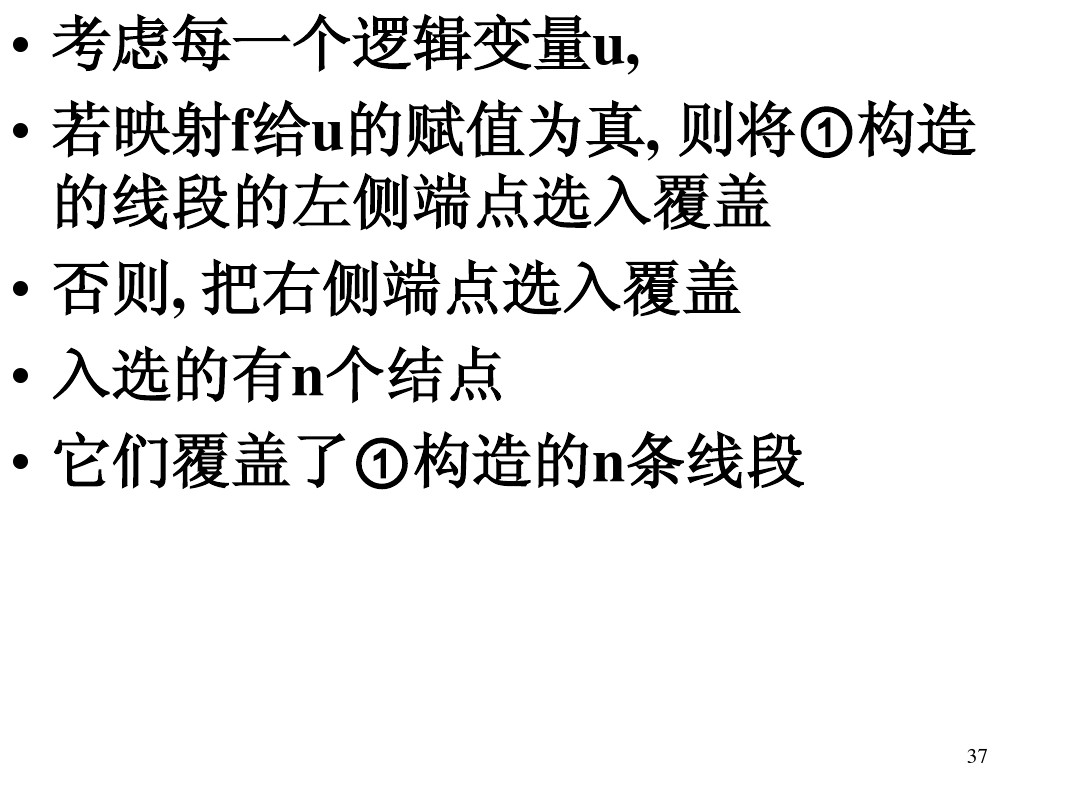 • 考虑每一个逻辑变量u,
• 若映射f给u的赋值为真, 则将①构造
的线段的左侧端点选入覆盖
• 否则, 把右侧端点选入覆盖
• 入选的有n个结点
• 它们覆盖了①构造的n条线段
37